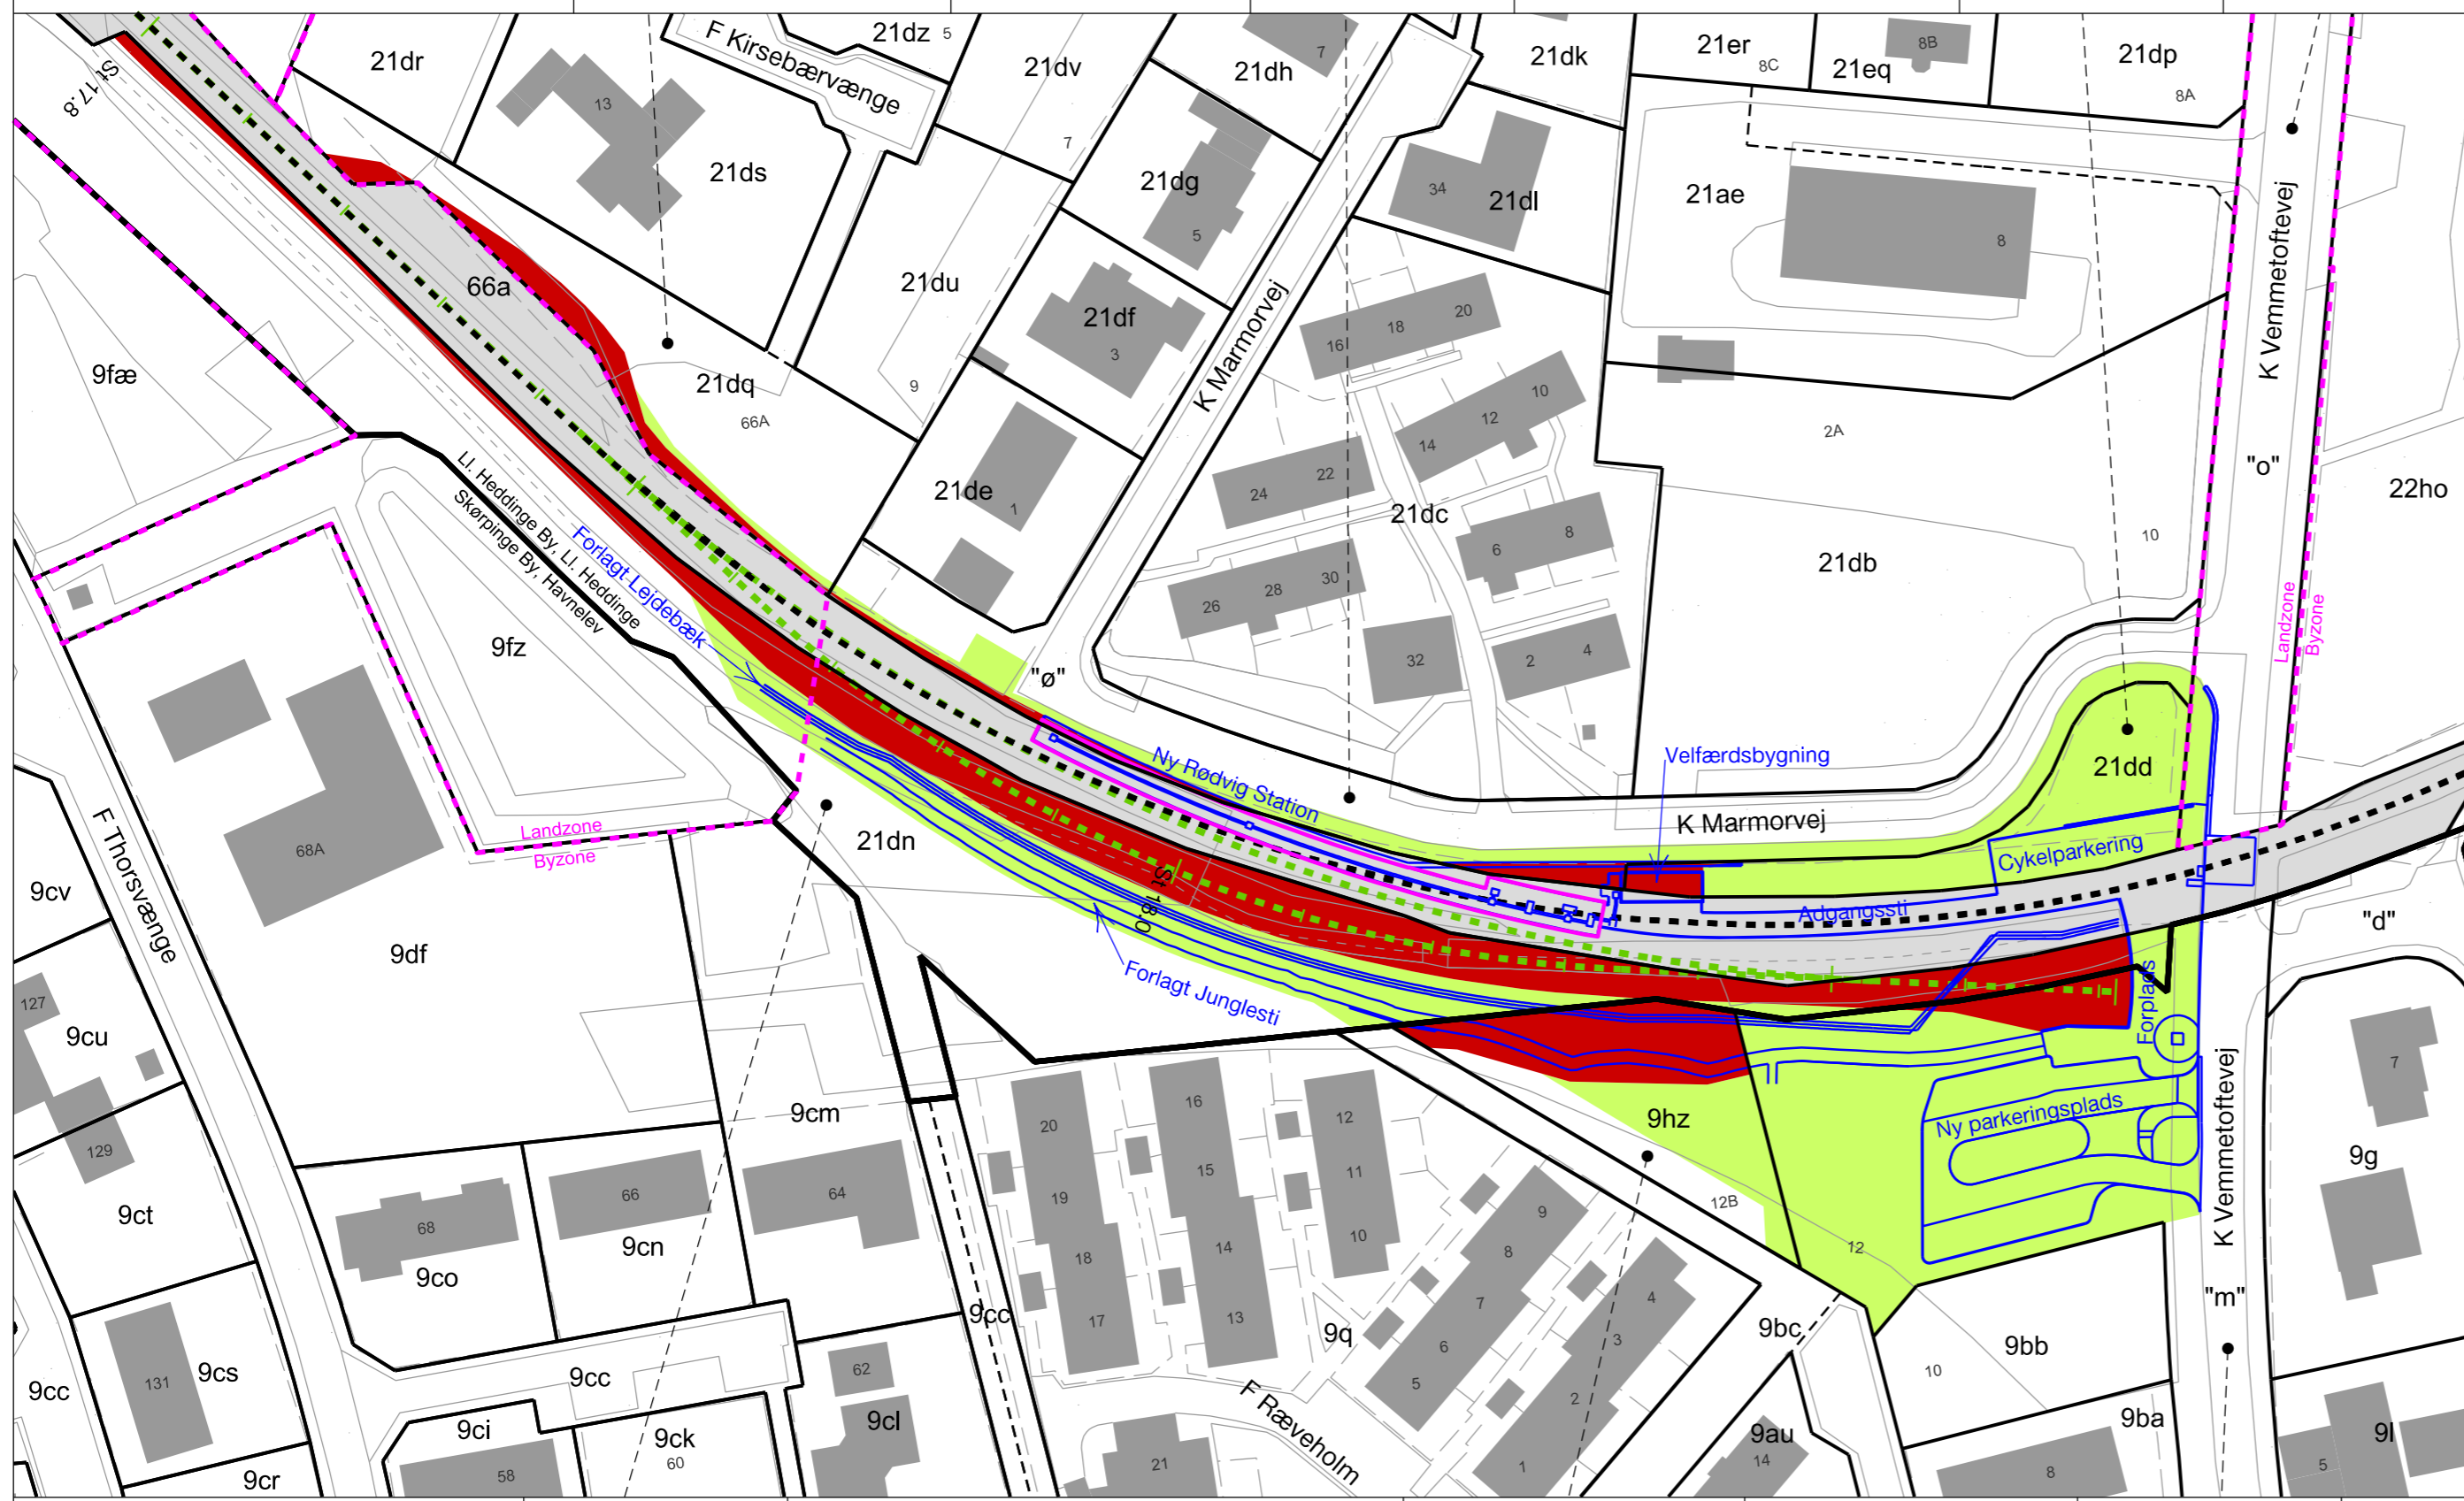 21dr
F Kirsebærvænge
21dz 5
21dv
7
7
21dh
21dk
21er
8C
21eq
8B
21dp
8A
St 17.8
13
21ds
21dg
5
34
21dl
21ae
8
K Vemmetoftevej
66a
21du
9
21df
3
K Marmorvej
16
18
20
9fæ
21dq
66A
14
12
10
2A
"o"
22ho
21de
1
24
22
21dc
6
8
21db
10
Ll. Heddinge By, Ll. Heddinge
Skørpinge By, Havnelev
Forlagt Lejdebæk
9fz
26
28
30
32
2
4
Landzone
Byzone
"ø"
Ny Rødvig Station
Velfærdsbygning
21dd
K Marmorvej
Cykelparkering
Adgangssti
F Thorsvænge
68A
Landzone
Byzone
21dn
St 18.0
Forlagt Junglesti
Forplads
"d"
9cv
9df
127
9cu
129
9ct
9cm
20
19
18
17
16
15
14
13
12
11
10
9hz
Ny parkeringsplads
K Vemmetoftevej
7
9g
68
9co
66
9cn
64
9
8
7
6
5
4
3
2
1
12B
12
"m"
9cc
131
9cs
9cc
9cc
62
9cl
9q
9bc
9bb
10
9ci
58
9ck
60
9cr
21
F Ræveholm
9au
14
9ba
8
9l
5